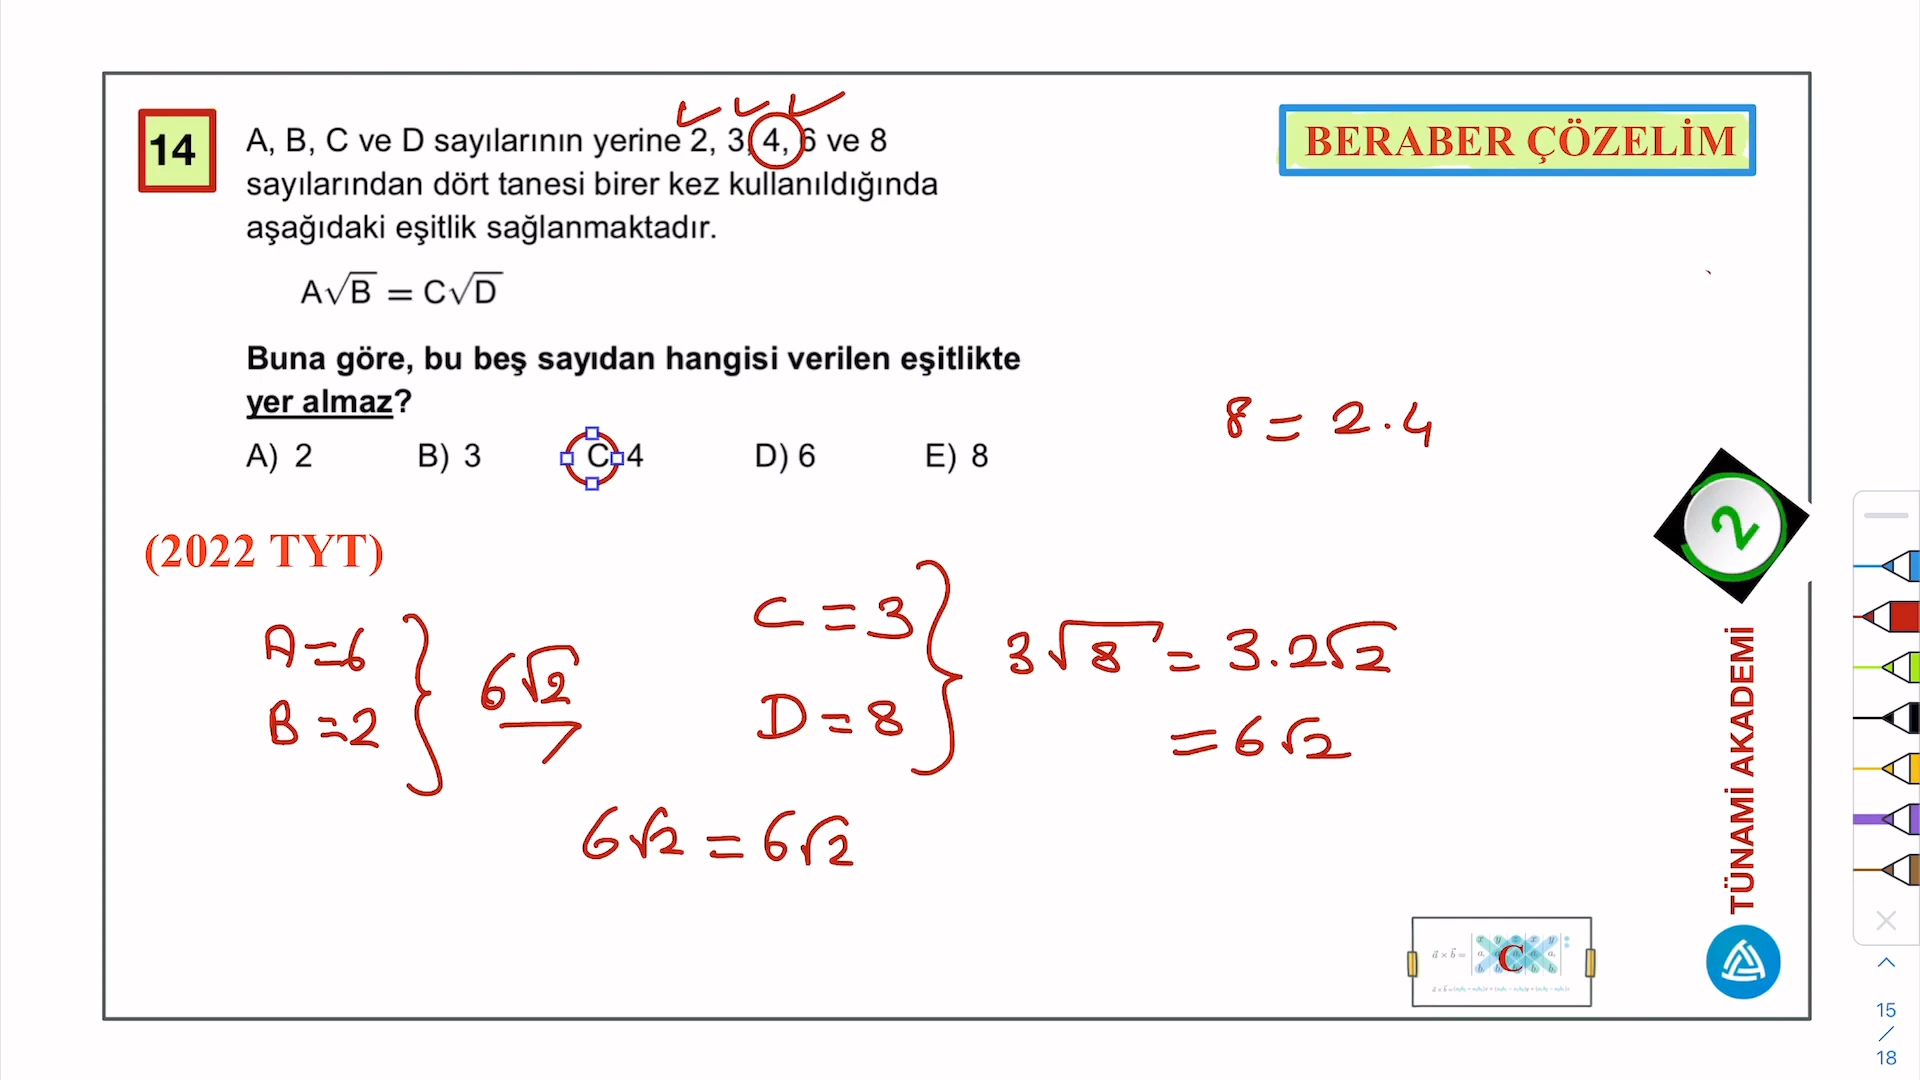 14
A, B, C ve D sayılarının yerine 2, 3, 4, 6 ve 8
sayılarından dört tanesi birer kez kullanıldığında
aşağıdaki eşitlik sağlanmaktadır.
A√B = C√D
Buna göre, bu beş sayıdan hangisi verilen eşitlikte
yer almaz?
A) 2 B) 3 C 4 D) 6 E) 8
BERABER ÇÖZELİM
8 = 2.4
2
(2022 TYT)
A=6
B=2
6√2
C=3
D=8
3√8 = 3.2√2
= 6√2
6√2 = 6√2
TÜNAMİ AKADEMİ
C
15
/
18